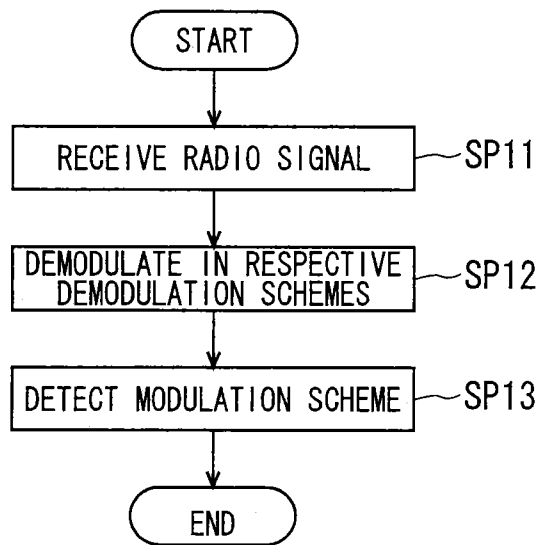 START
RECEIVE RADIO SIGNAL
SP11
DEMODULATE IN RESPECTIVE
DEMODULATION SCHEMES
SP12
DETECT MODULATION SCHEME
SP13
END